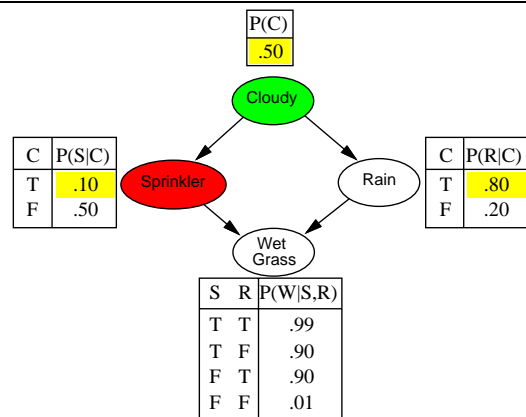 P(C)
.50
Cloudy
C P(S|C)
T .10
F .50
Sprinkler
Rain
C P(R|C)
T .80
F .20
Wet
Grass
S R P(W|S,R)
T T .99
T F .90
F T .90
F F .01